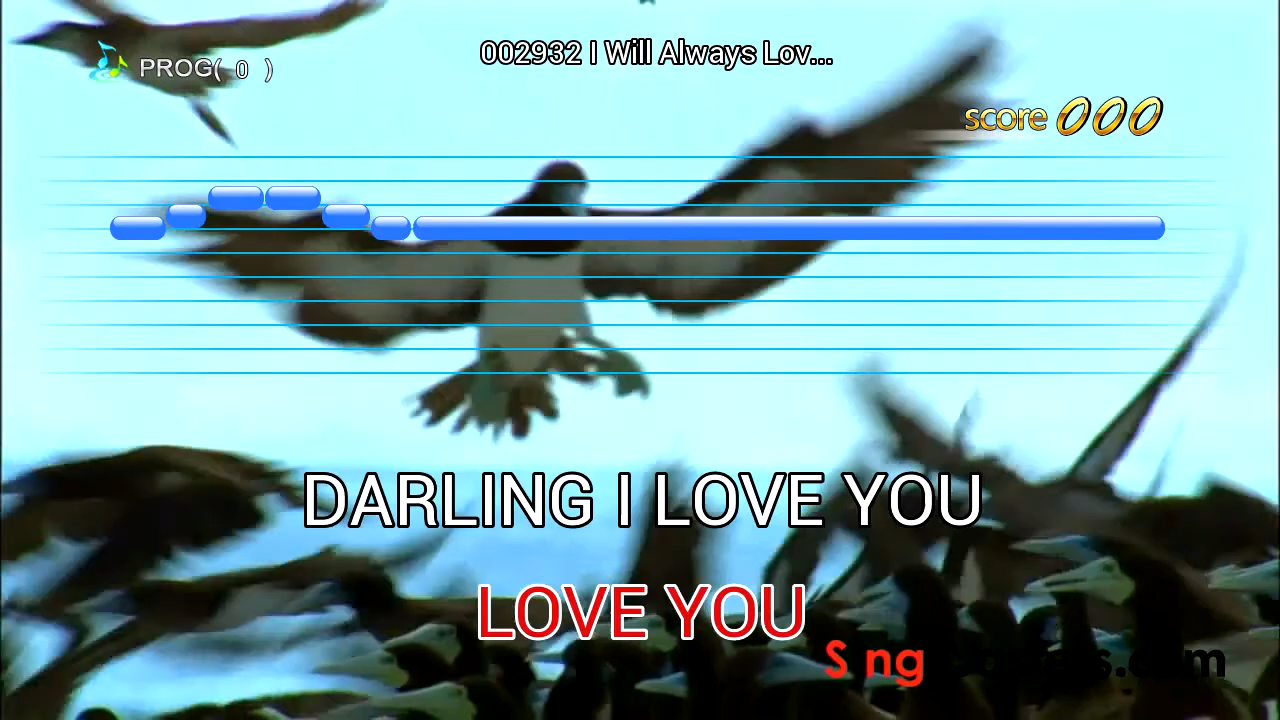 002932 I Will Always Lov...
PROG( 0 )
score 000
DARLING I LOVE YOU
LOVE YOU